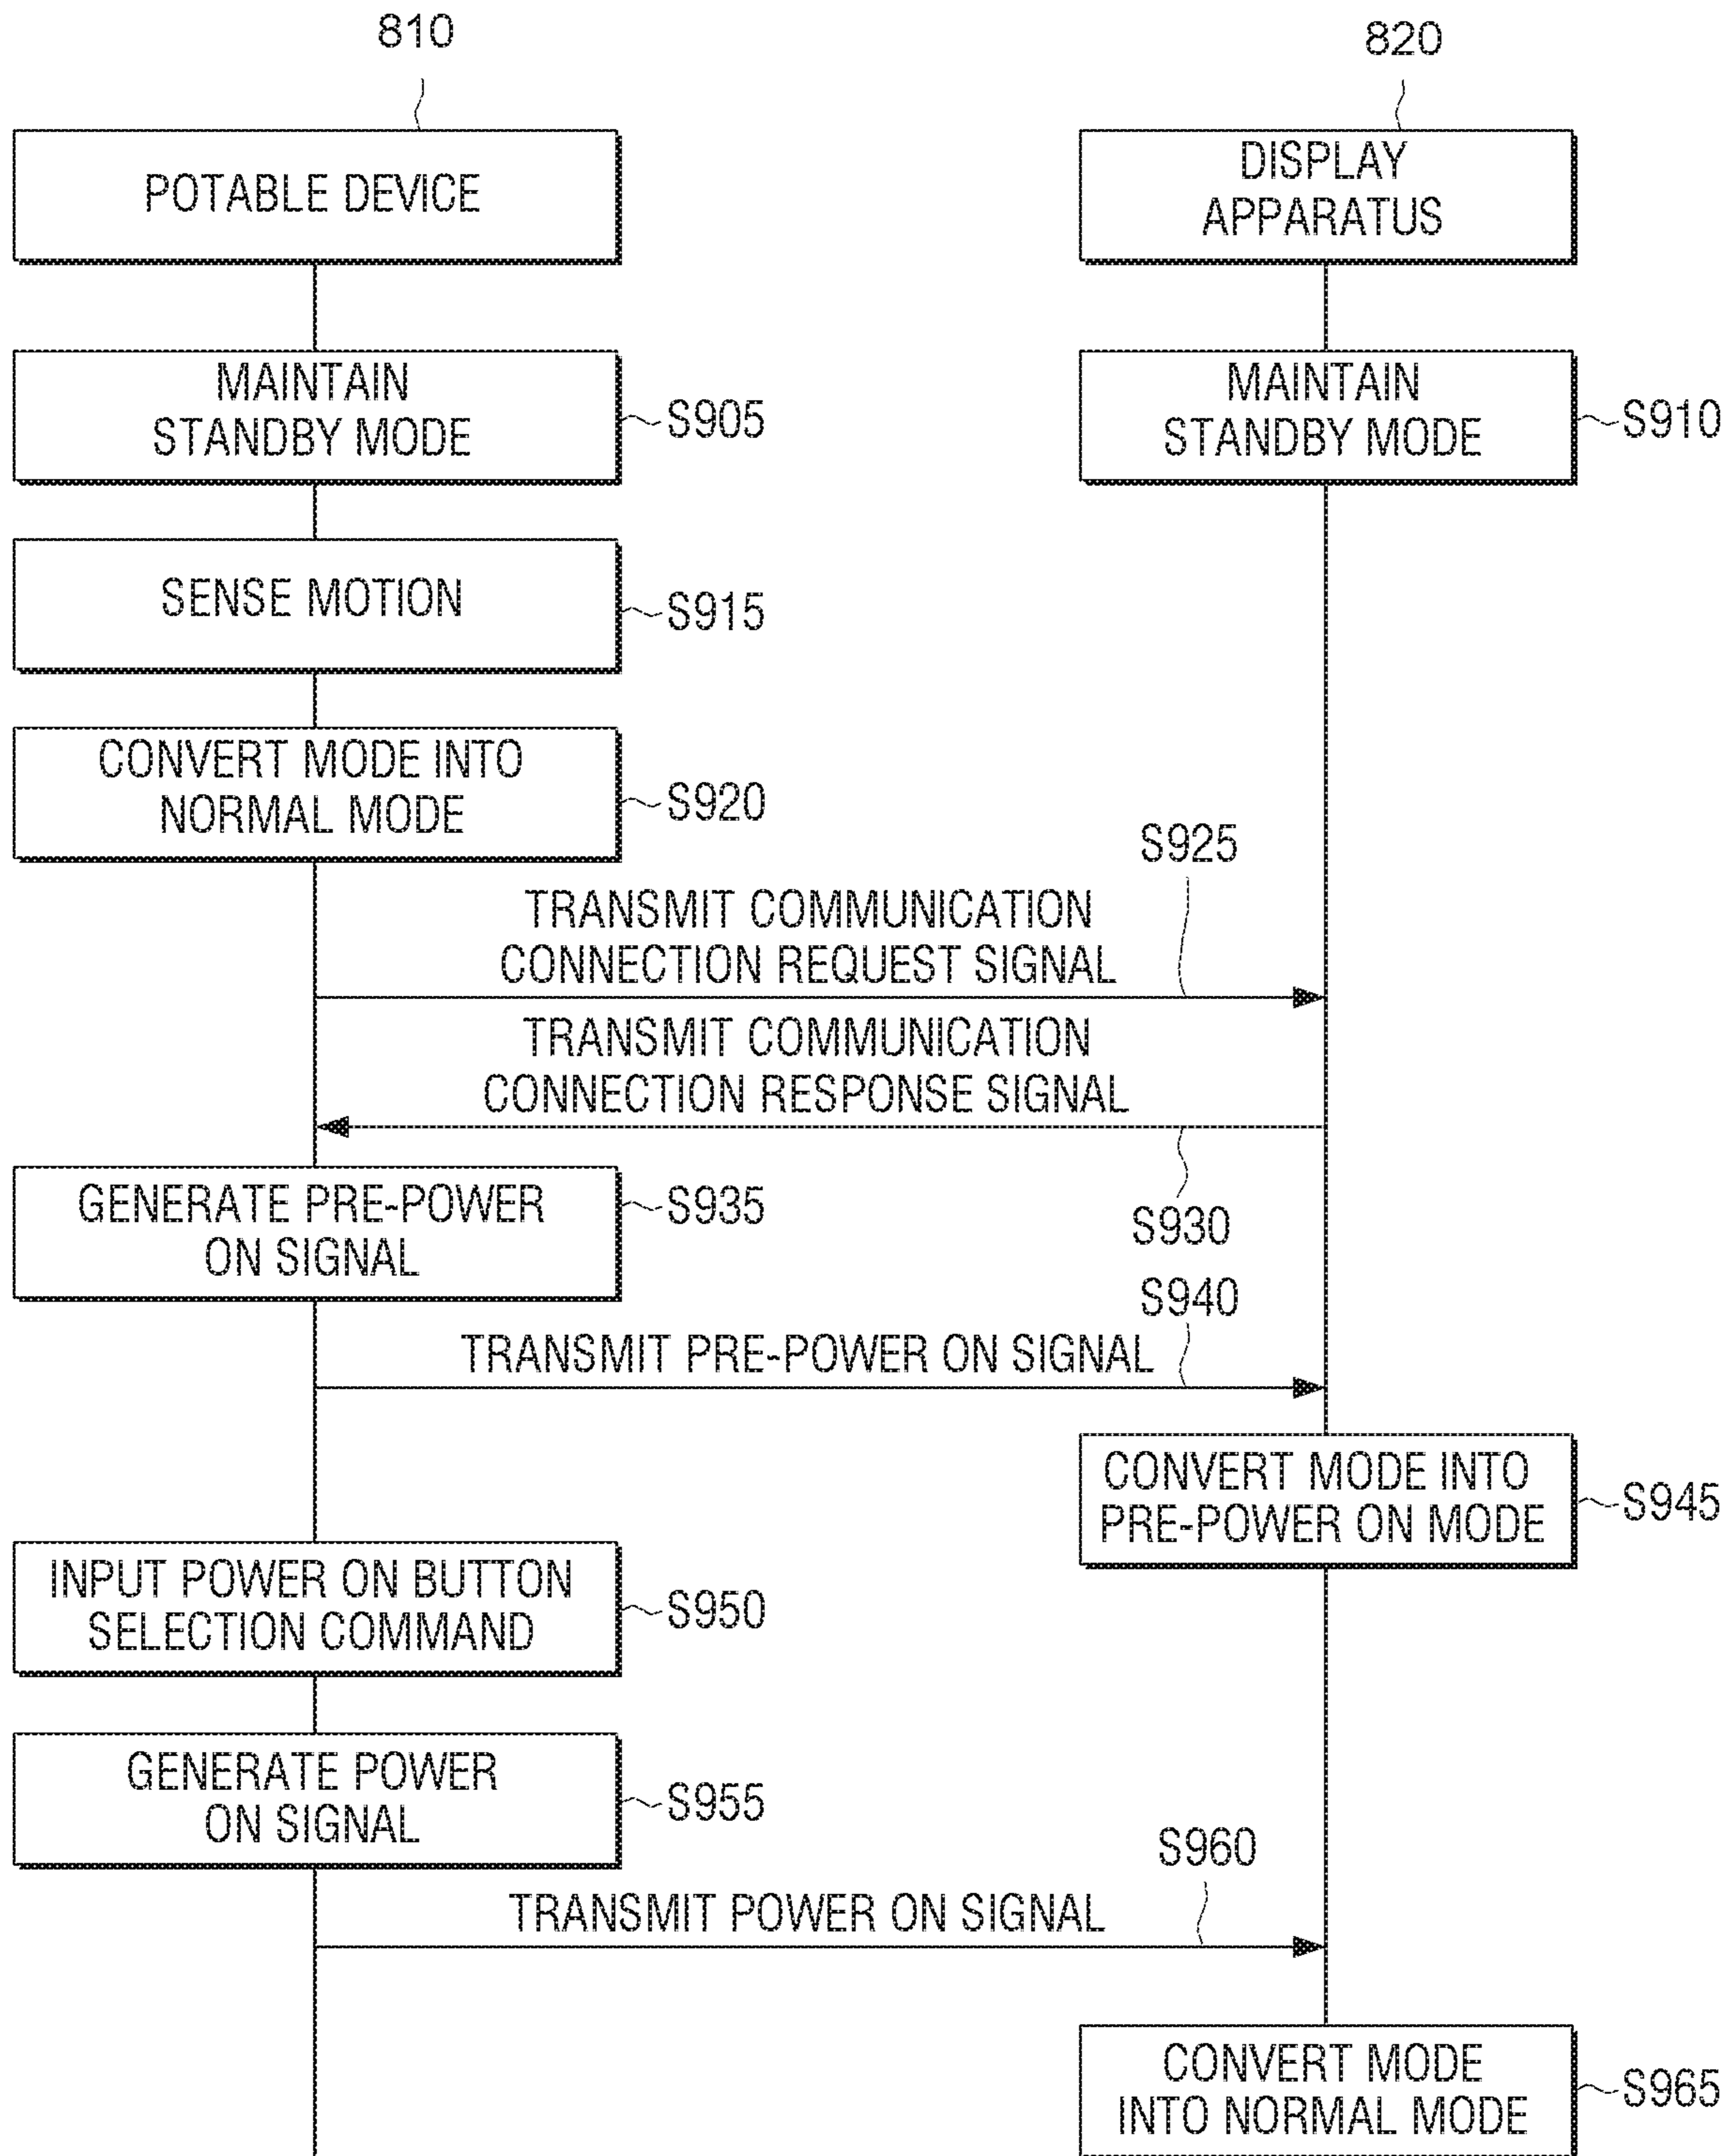 810
820
POTABLE DEVICE
DISPLAY
APPARATUS
MAINTAIN
STANDBY MODE
S905
MAINTAIN
STANDBY MODE
S910
SENSE MOTION
S915
CONVERT MODE INTO
NORMAL MODE
S920
S925
TRANSMIT COMMUNICATION
CONNECTION REQUEST SIGNAL
TRANSMIT COMMUNICATION
CONNECTION RESPONSE SIGNAL
S930
GENERATE PRE-POWER
ON SIGNAL
S935
S940
TRANSMIT PRE-POWER ON SIGNAL
CONVERT MODE INTO
PRE-POWER ON MODE
S945
INPUT POWER ON BUTTON
SELECTION COMMAND
S950
GENERATE POWER
ON SIGNAL
S955
S960
TRANSMIT POWER ON SIGNAL
CONVERT MODE
INTO NORMAL MODE
S965